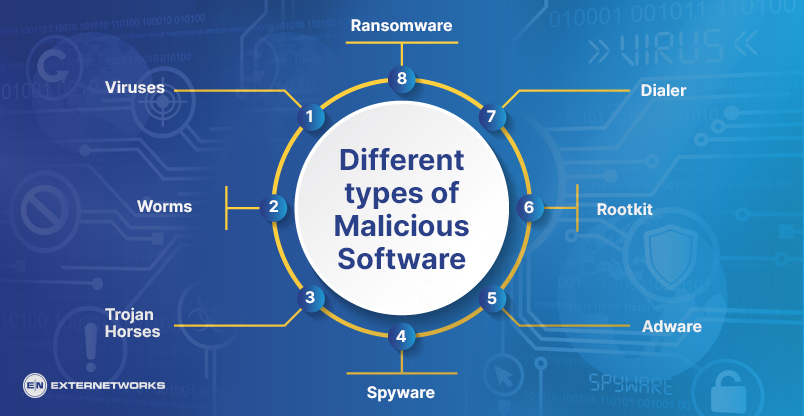 Ransomware
8
Viruses
1
Dialer
7
VIRUS
Worms
2
Different
types of
Malicious
Software
6
Rootkit
Trojan
Horses
3
5
Adware
4
Spyware
EN EXTERNETWORKS
SPYWARE